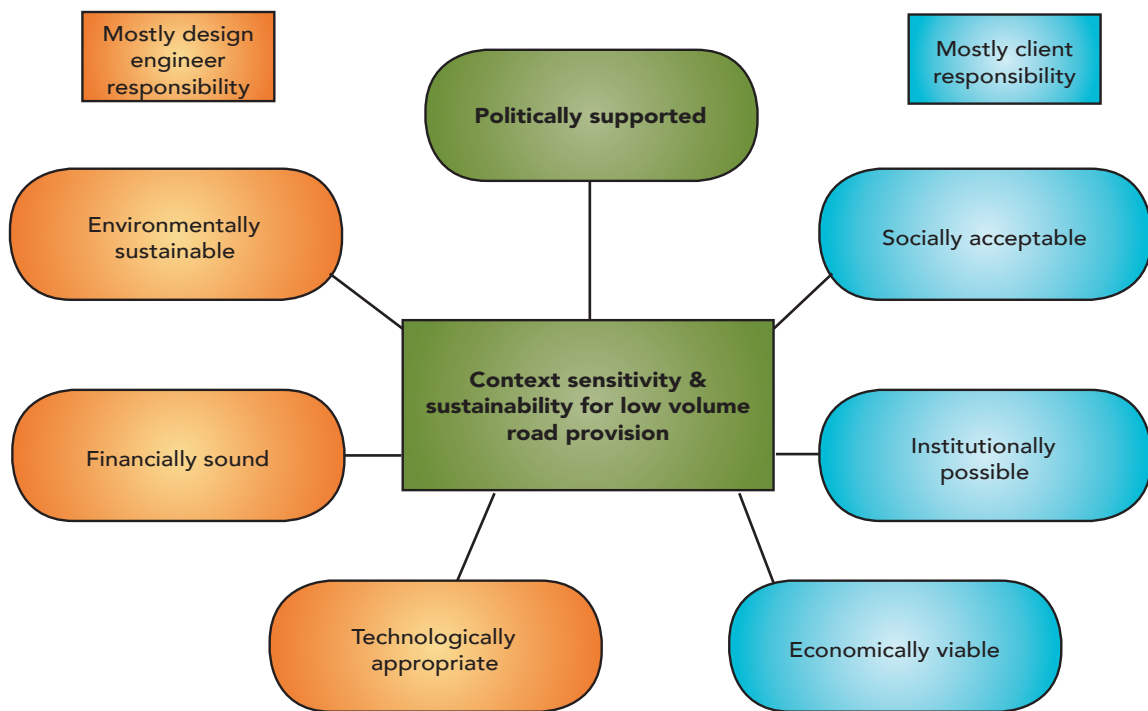 Mostly design
engineer
responsibility
Mostly client
responsibility
Politically supported
Environmentally
sustainable
Socially acceptable
Context sensitivity &
sustainability for low volume
road provision
Financially sound
Institutionally
possible
Technologically
appropriate
Economically viable